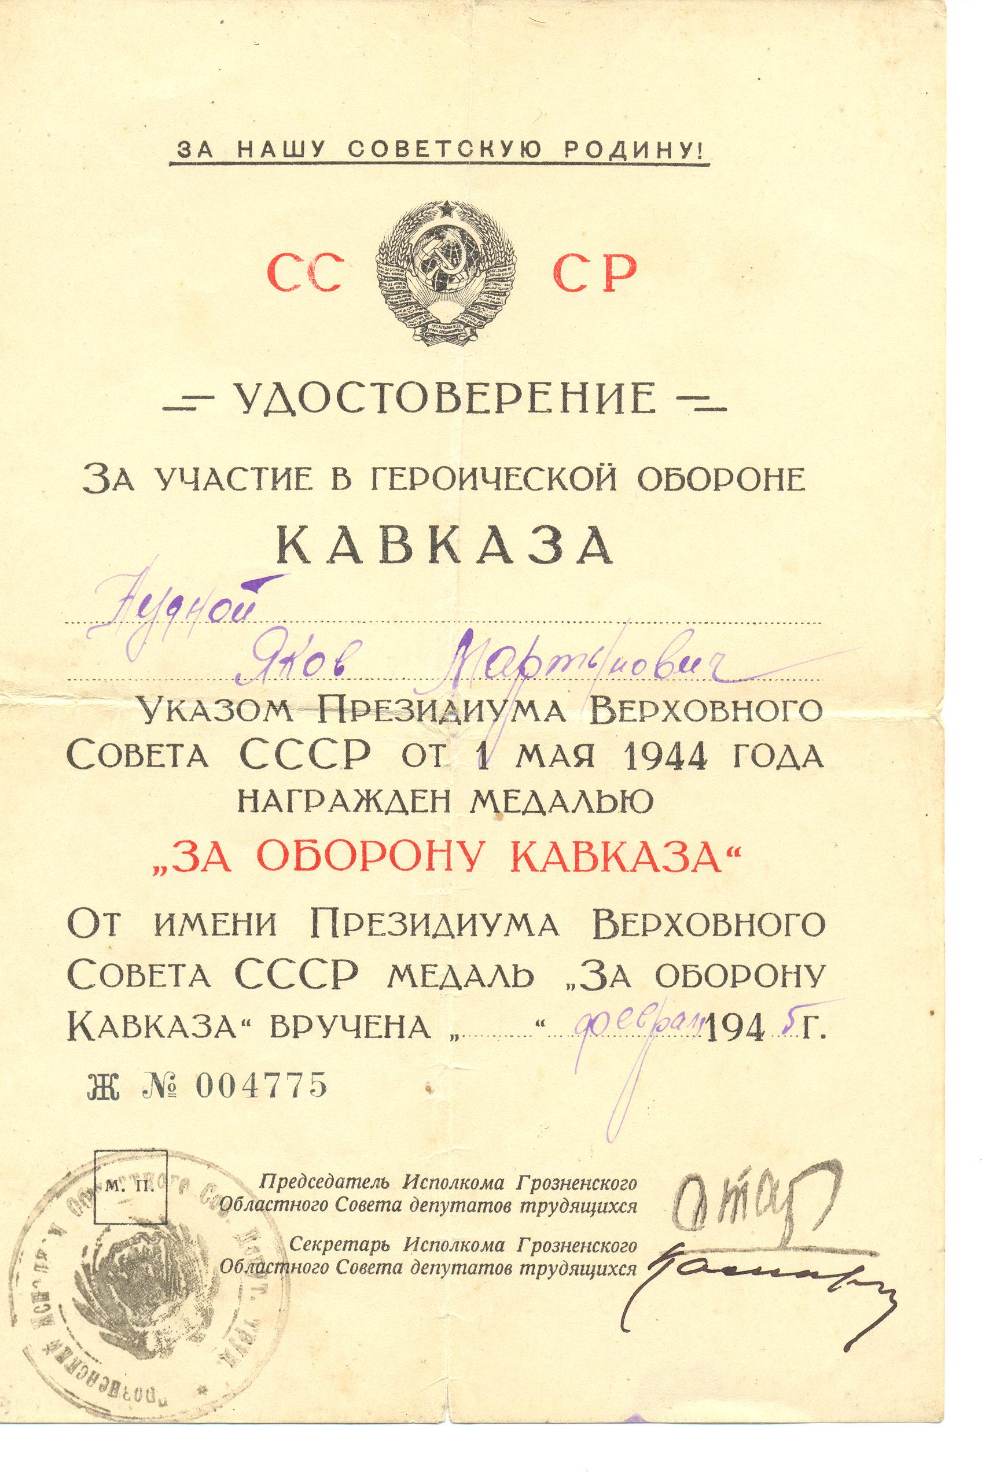 ЗА НАШУ СОВЕТСКУЮ РОДИНУ!
СС СР
УДОСТОВЕРЕНИЕ
ЗА УЧАСТИЕ В ГЕРОИЧЕСКОЙ ОБОРОНЕ
КАВКАЗА
Нудной
Яков Мартынович
УКАЗОМ ПРЕЗИДИУМА ВЕРХОВНОГО
СОВЕТА СССР ОТ 1 МАЯ 1944 ГОДА
НАГРАЖДЕН МЕДАЛЬЮ
„ЗА ОБОРОНУ КАВКАЗА“
ОТ ИМЕНИ ПРЕЗИДИУМА ВЕРХОВНОГО
СОВЕТА СССР МЕДАЛЬ „ЗА ОБОРОНУ
КАВКАЗА“ ВРУЧЕНА „......“ феврал 1945 Г.
Ж № 004775
М. П.
Председатель Исполкома Грозненского
Областного Совета депутатов трудящихся
Секретарь Исполкома Грозненского
Областного Совета депутатов трудящихся